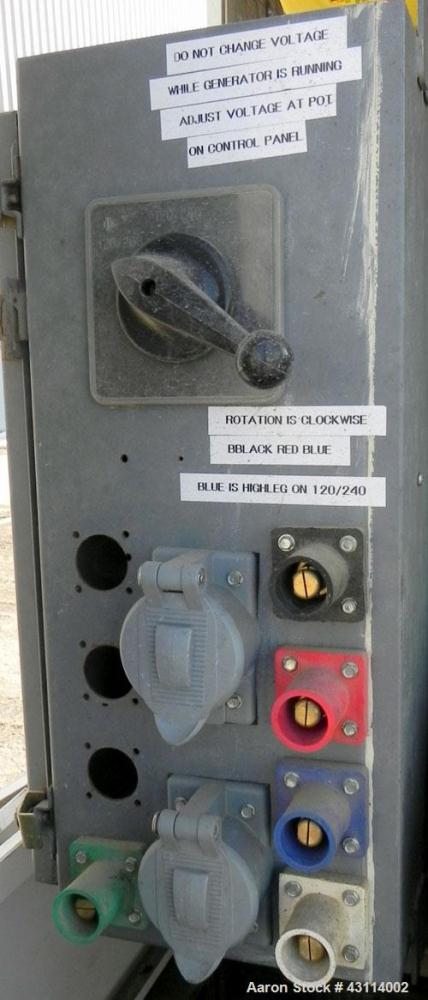 DO NOT CHANGE VOLTAGE
WHILE GENERATOR IS RUNNING
ADJUST VOLTAGE AT POT
ON CONTROL PANEL
ROTATION IS CLOCKWISE
BBLACK RED BLUE
BLUE IS HIGHLEG ON 120/240
Aaron Stock # 43114002